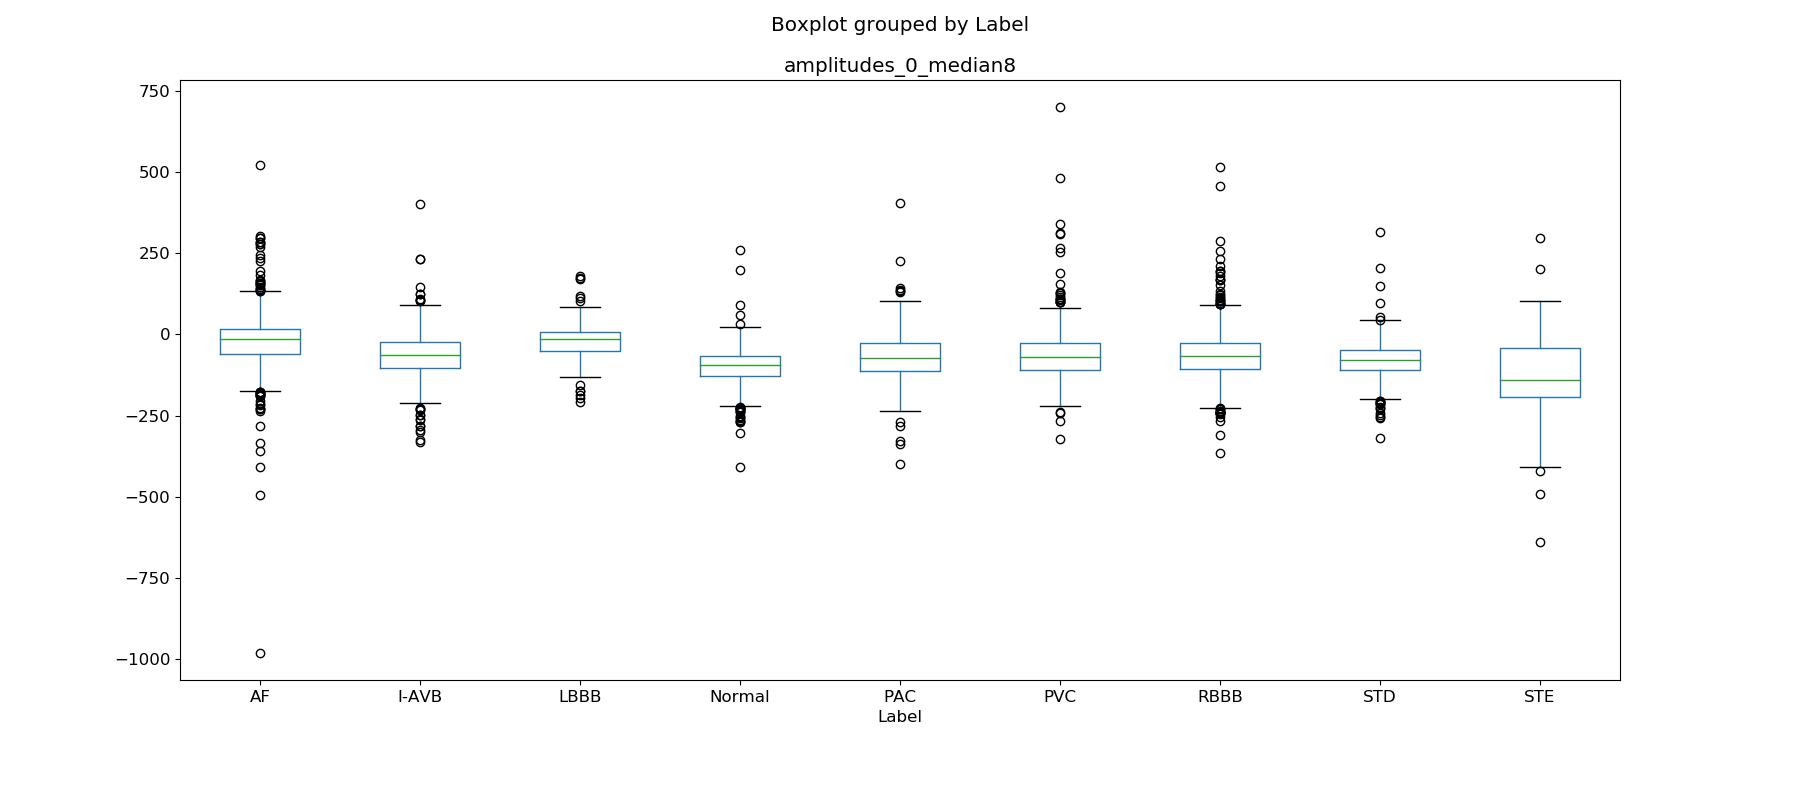 Boxplot grouped by Label
amplitudes_0_median8
750
500
250
0
−250
−500
−750
−1000
AF I-AVB LBBB Normal PAC PVC RBBB STD STE
Label